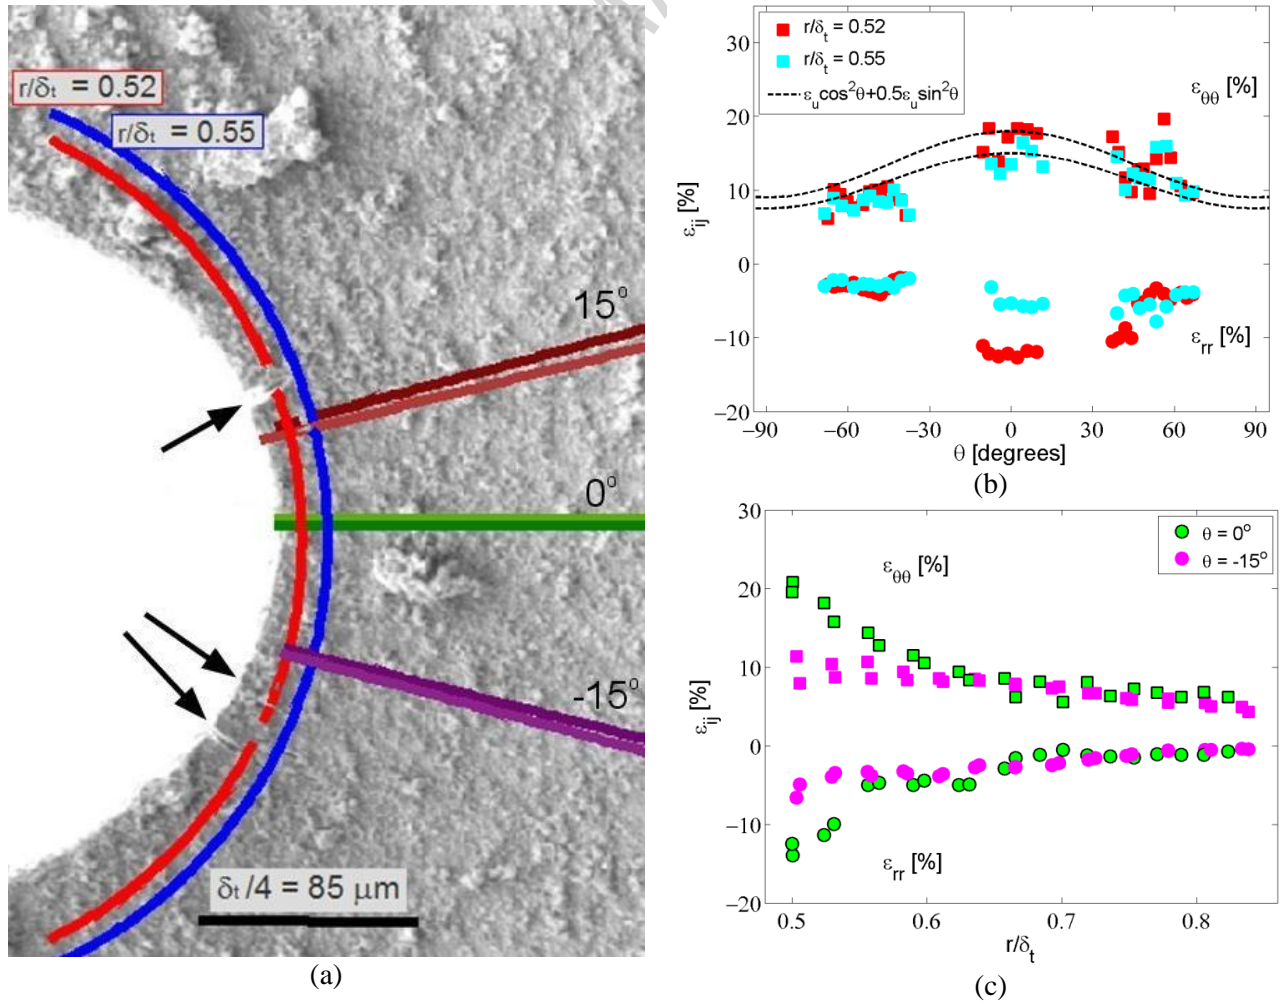 r/δt = 0.52
r/δt = 0.55
15°
0°
-15°
δt /4 = 85 μm
(a)
r/δt = 0.52
r/δt = 0.55
εucos²θ+0.5εusin²θ
εθθ [%]
εrr [%]
30
20
10
0
−10
−20
εij [%]
−90 −60 −30 0 30 60 90
θ [degrees]
(b)
θ = 0°
θ = -15°
εθθ [%]
εrr [%]
30
20
10
0
−10
−20
εij [%]
0.5 0.6 0.7 0.8
r/δt
(c)